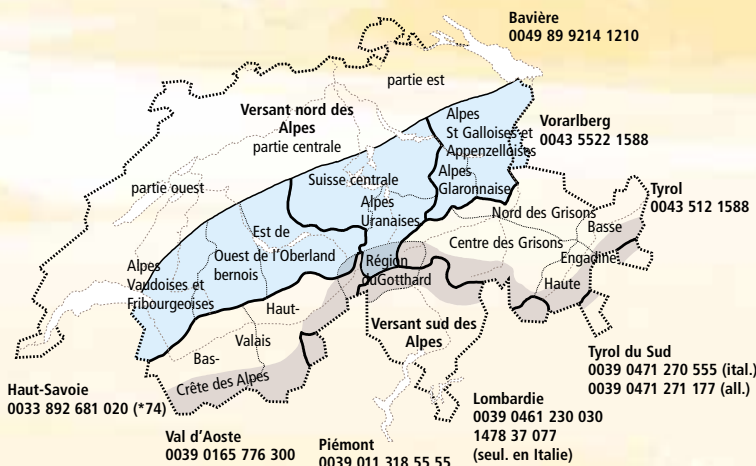 Bavière
0049 89 9214 1210
partie est
Versant nord des
Alpes
partie centrale
Alpes
St Galloises et
Appenzelloises
Vorarlberg
0043 5522 1588
partie ouest
Suisse centrale
Alpes
Glaronnaise
Tyrol
0043 512 1588
Alpes
Uranaises
Nord des Grisons
Basse
Est de
Ouest de l'Oberland
bernois
Centre des Grisons
Engadine
Haute
Région
duGotthard
Alpes
Vaudoises et
Fribourgeoises
Haut-
Valais
Bas-
Versant sud des
Alpes
Crête des Alpes
Tyrol du Sud
0039 0471 270 555 (ital.)
0039 0471 271 177 (all.)
Haut-Savoie
0033 892 681 020 (*74)
Lombardie
0039 0461 230 030
1478 37 077
(seul. en Italie)
Val d'Aoste
0039 0165 776 300
Piémont
0039 011 318 55 55